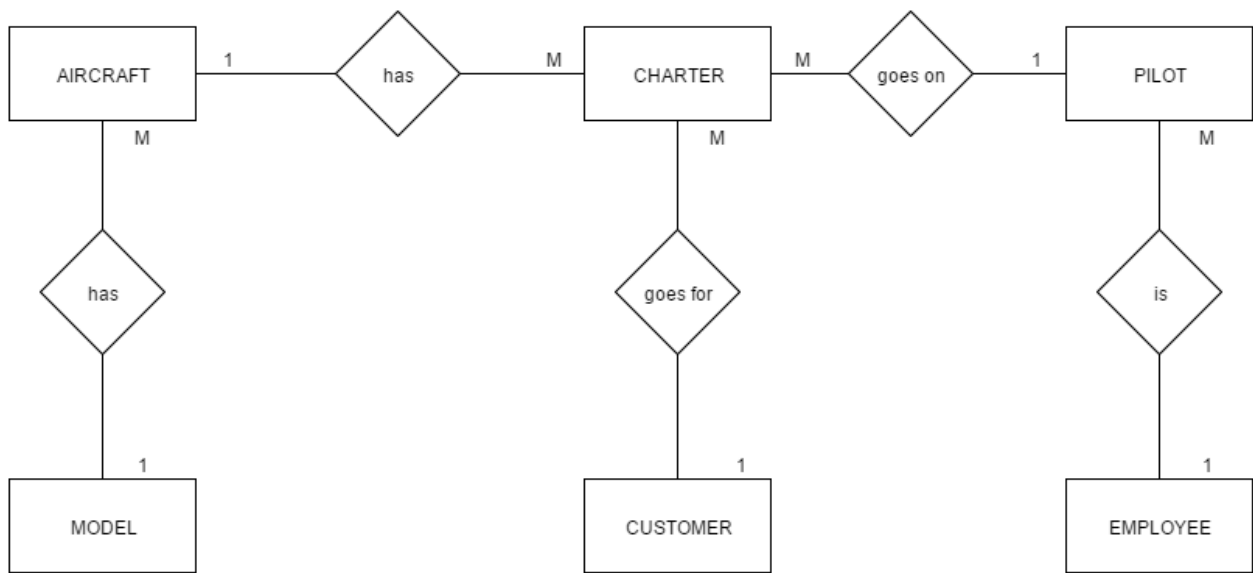 AIRCRAFT
1
has
M
CHARTER
M
goes on
1
PILOT
M
M
M
has
goes for
is
1
1
1
MODEL
CUSTOMER
EMPLOYEE